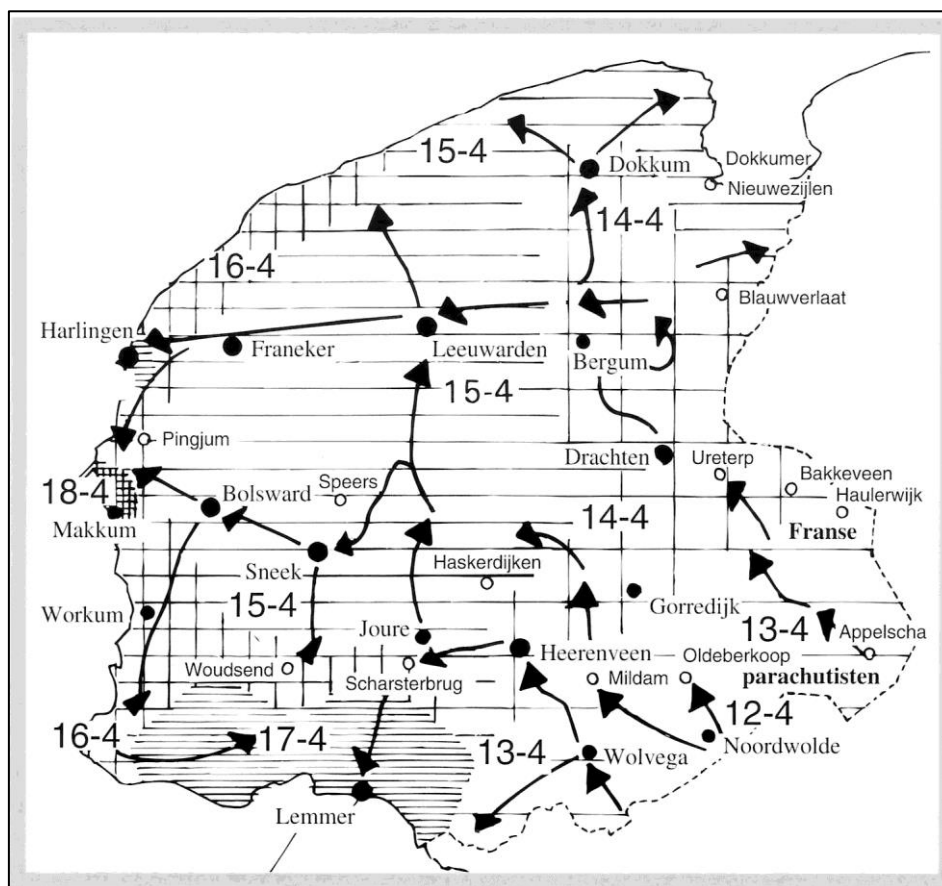 15-4
Dokkum
Dokkumer
Nieuwezijlen
14-4
16-4
Blauwverlaat
Harlingen
Franeker
Leeuwarden
Bergum
15-4
Pingjum
Drachten
Ureterp
Bakkeveen
Haulerwijk
18-4
Bolsward
Speers
Makkum
14-4
Franse
Sneek
Haskerdijken
Gorredijk
15-4
Workum
Joure
13-4
Appelscha
Woudsend
Scharsterbrug
Heerenveen
Oldeberkoop
Mildam
parachutisten
16-4
17-4
13-4
12-4
Wolvega
Noordwolde
Lemmer